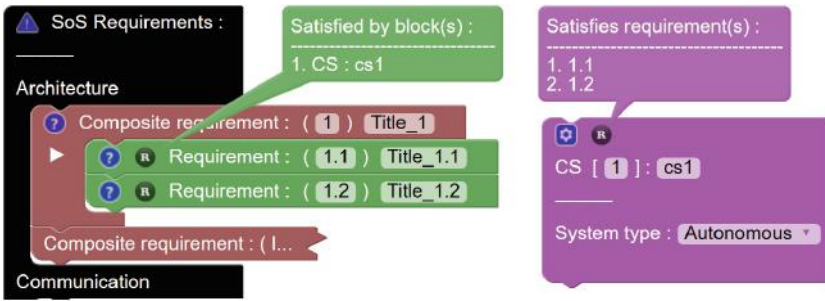 SoS Requirements :
Architecture
? Composite requirement : ( 1 ) Title_1
? R Requirement : ( 1.1 ) Title_1.1
? R Requirement : ( 1.2 ) Title_1.2
Composite requirement : ( I...
Communication
Satisfied by block(s) :
1. CS : cs1
Satisfies requirement(s) :
1. 1.1
2. 1.2
R
CS [ 1 ] : cs1
System type : Autonomous